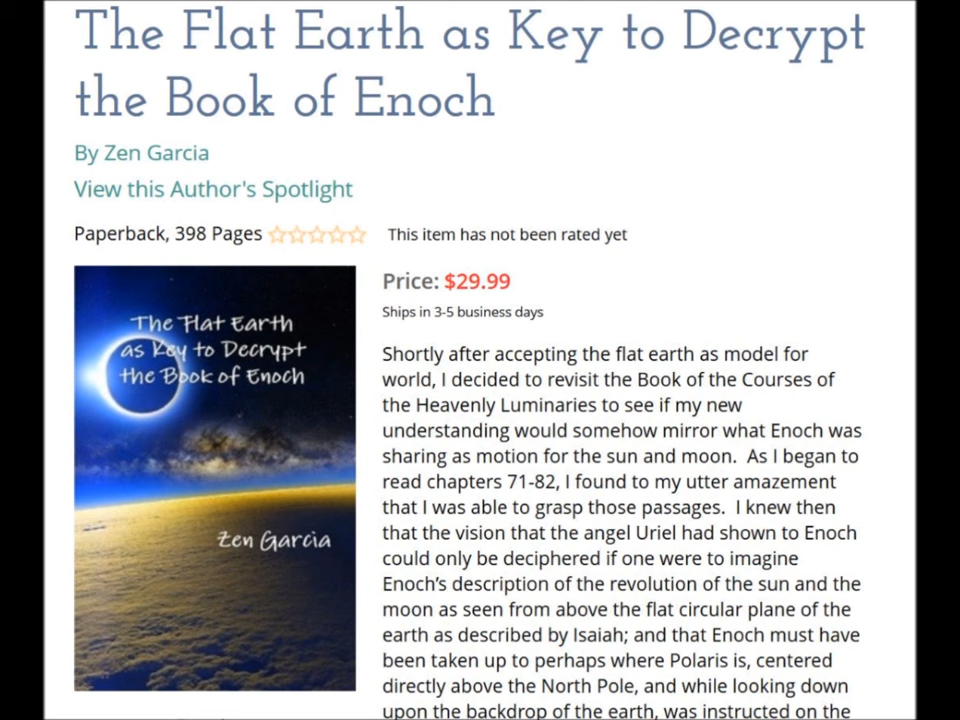 The Flat Earth as Key to Decrypt
the Book of Enoch
By Zen Garcia
View this Author's Spotlight
Paperback, 398 Pages
This item has not been rated yet
The Flat Earth
as Key to Decrypt
the Book of Enoch
Zen Garcia
Price: $29.99
Ships in 3-5 business days
Shortly after accepting the flat earth as model for
world, I decided to revisit the Book of the Courses of
the Heavenly Luminaries to see if my new
understanding would somehow mirror what Enoch was
sharing as motion for the sun and moon.  As I began to
read chapters 71-82, I found to my utter amazement
that I was able to grasp those passages.  I knew then
that the vision that the angel Uriel had shown to Enoch
could only be deciphered if one were to imagine
Enoch’s description of the revolution of the sun and the
moon as seen from above the flat circular plane of the
earth as described by Isaiah; and that Enoch must have
been taken up to perhaps where Polaris is, centered
directly above the North Pole, and while looking down
upon the backdrop of the earth, was instructed on the